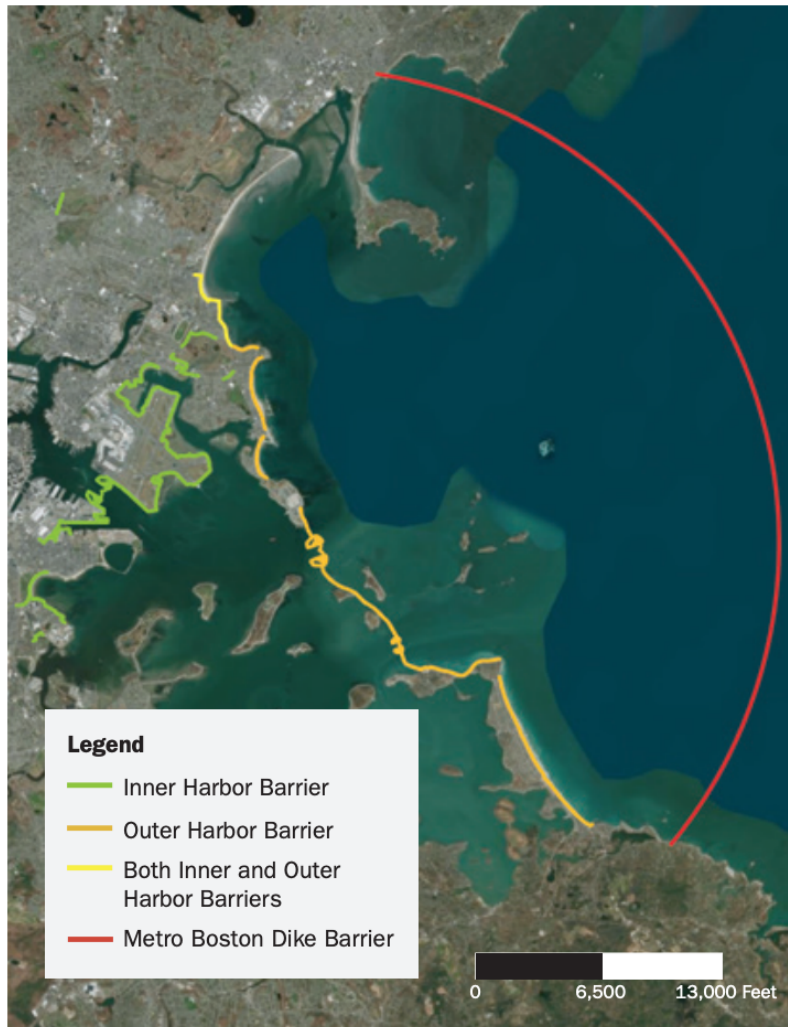 Legend
Inner Harbor Barrier
Outer Harbor Barrier
Both Inner and Outer
Harbor Barriers
Metro Boston Dike Barrier
0 6,500 13,000 Feet